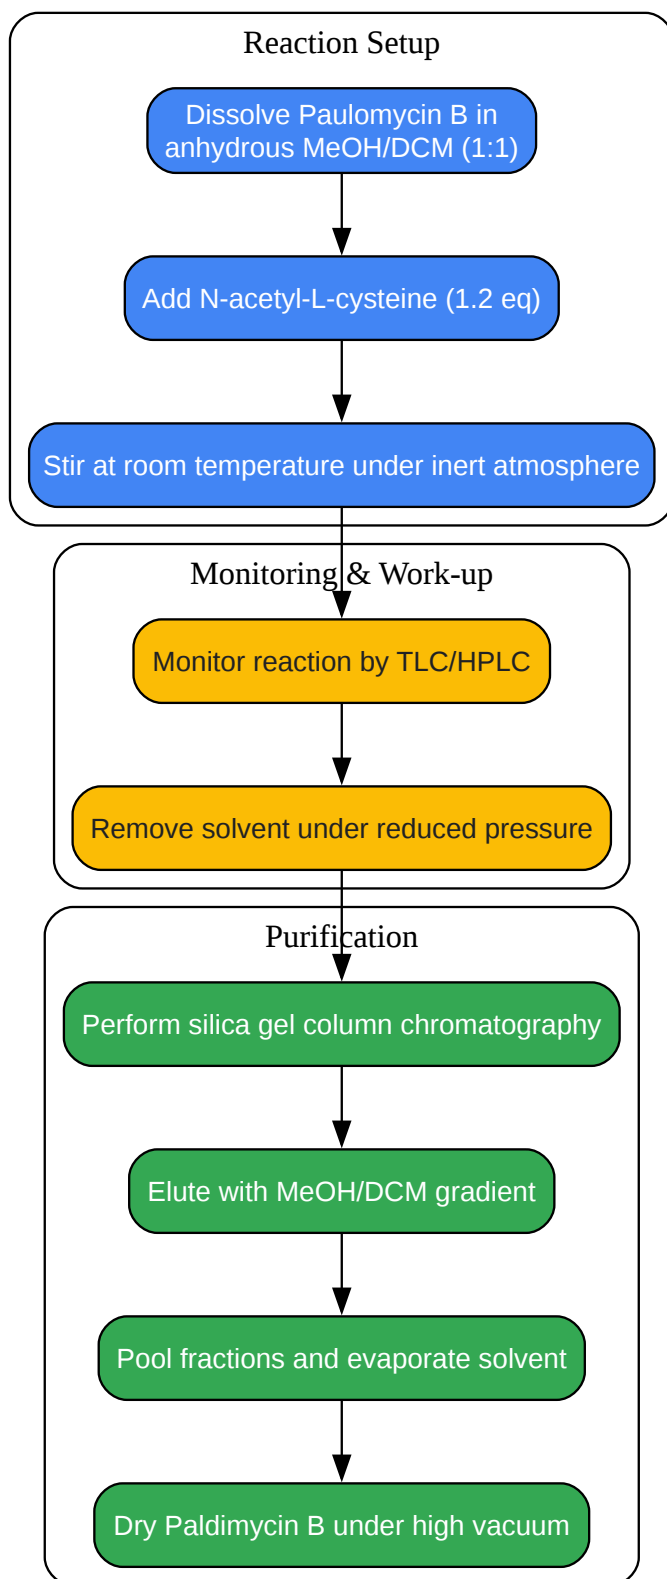 Reaction Setup
Dissolve Paulomycin B in
anhydrous MeOH/DCM (1:1)
Add N-acetyl-L-cysteine (1.2 eq)
Stir at room temperature under inert atmosphere
Monitoring & Work-up
Monitor reaction by TLC/HPLC
Remove solvent under reduced pressure
Purification
Perform silica gel column chromatography
Elute with MeOH/DCM gradient
Pool fractions and evaporate solvent
Dry Paldimycin B under high vacuum